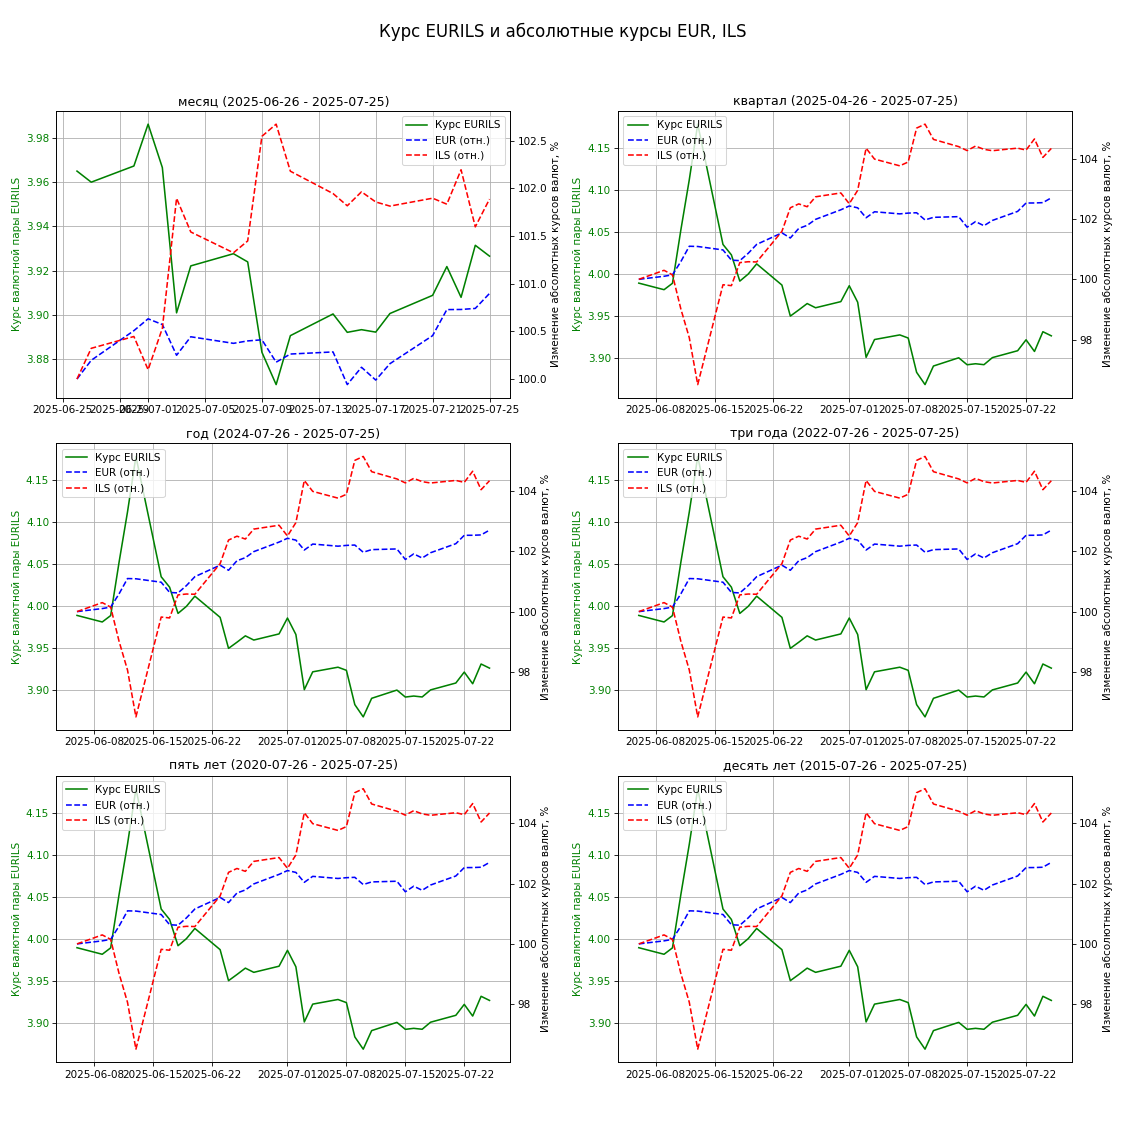 Курс EURILS и абсолютные курсы EUR, ILS
месяц (2025-06-26 - 2025-07-25)
Курс EURILS
EUR (отн.)
ILS (отн.)
Курс валютной пары EURILS
3.98
3.96
3.94
3.92
3.90
3.88
102.5
102.0
101.5
101.0
100.5
100.0
Изменение абсолютных курсов валют, %
2025-06-25 2025-06-29 2025-07-01 2025-07-05 2025-07-09 2025-07-13 2025-07-17 2025-07-21 2025-07-25
квартал (2025-04-26 - 2025-07-25)
Курс EURILS
EUR (отн.)
ILS (отн.)
Курс валютной пары EURILS
4.15
4.10
4.05
4.00
3.95
3.90
104
102
100
98
Изменение абсолютных курсов валют, %
2025-06-08 2025-06-15 2025-06-22 2025-07-01 2025-07-08 2025-07-15 2025-07-22
год (2024-07-26 - 2025-07-25)
Курс EURILS
EUR (отн.)
ILS (отн.)
Курс валютной пары EURILS
4.15
4.10
4.05
4.00
3.95
3.90
104
102
100
98
Изменение абсолютных курсов валют, %
2025-06-08 2025-06-15 2025-06-22 2025-07-01 2025-07-08 2025-07-15 2025-07-22
три года (2022-07-26 - 2025-07-25)
Курс EURILS
EUR (отн.)
ILS (отн.)
Курс валютной пары EURILS
4.15
4.10
4.05
4.00
3.95
3.90
104
102
100
98
Изменение абсолютных курсов валют, %
2025-06-08 2025-06-15 2025-06-22 2025-07-01 2025-07-08 2025-07-15 2025-07-22
пять лет (2020-07-26 - 2025-07-25)
Курс EURILS
EUR (отн.)
ILS (отн.)
Курс валютной пары EURILS
4.15
4.10
4.05
4.00
3.95
3.90
104
102
100
98
Изменение абсолютных курсов валют, %
2025-06-08 2025-06-15 2025-06-22 2025-07-01 2025-07-08 2025-07-15 2025-07-22
десять лет (2015-07-26 - 2025-07-25)
Курс EURILS
EUR (отн.)
ILS (отн.)
Курс валютной пары EURILS
4.15
4.10
4.05
4.00
3.95
3.90
104
102
100
98
Изменение абсолютных курсов валют, %
2025-06-08 2025-06-15 2025-06-22 2025-07-01 2025-07-08 2025-07-15 2025-07-22